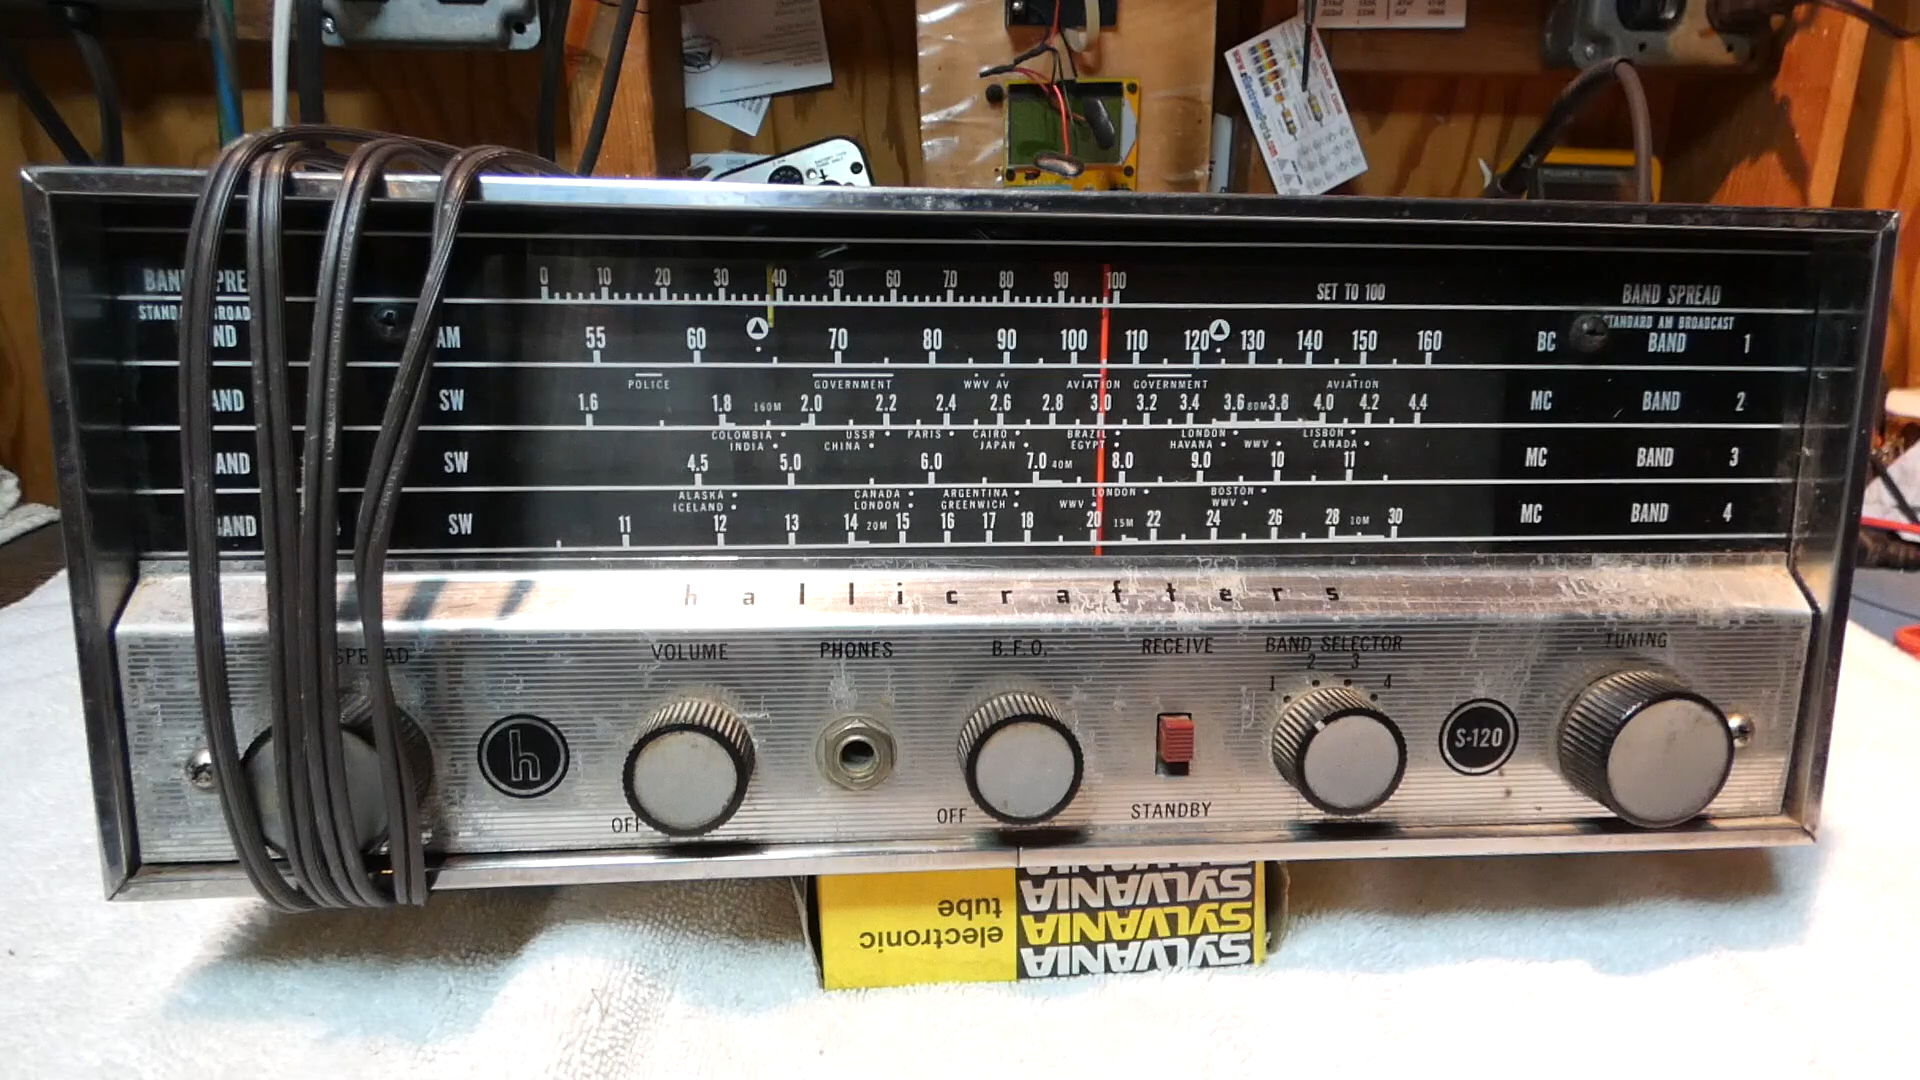 BAND SPREAD
0 10 20 30 40 50 60 70 80 90 100 SET TO 100 BAND SPREAD
STANDARD AM BROADCAST
AM 55 60 70 80 90 100 110 120 130 140 150 160 BC BAND 1
POLICE GOVERNMENT WWV AV AVIATION GOVERNMENT AVIATION
SW 1.6 1.8 160M 2.0 2.2 2.4 2.6 2.8 3.0 3.2 3.4 3.6 80M 3.8 4.0 4.2 4.4 MC BAND 2
COLOMBIA USSR PARIS CAIRO BRAZIL LONDON LISBON
INDIA CHINA JAPAN EGYPT HAVANA WWV CANADA
SW 4.5 5.0 6.0 7.0 40M 8.0 9.0 10 11 MC BAND 3
ALASKA CANADA ARGENTINA LONDON BOSTON
ICELAND LONDON GREENWICH WWV WWV
BAND SW 11 12 13 14 20M 15 16 17 18 20 15M 22 24 26 28 10M 30 MC BAND 4
hallicrafters
SPREAD VOLUME PHONES B.F.O. RECEIVE BAND SELECTOR TUNING
1 2 3 4
h
S-120
OFF OFF STANDBY
electronic
tube
SYLVANIA
SYLVANIA
SYLVANIA